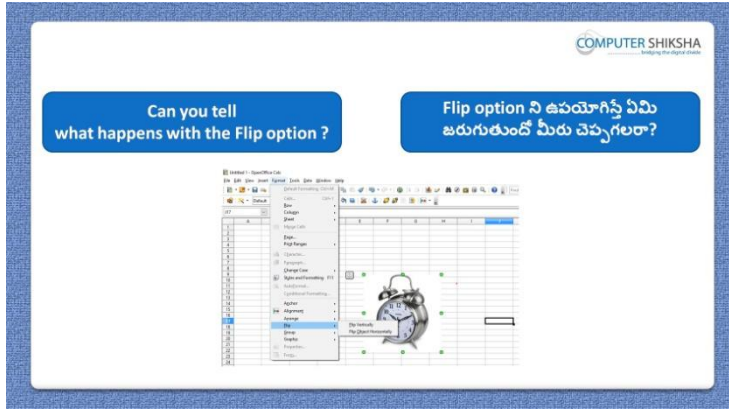 COMPUTER SHIKSHA
bridging the digital divide
Can you tell
what happens with the Flip option ?
Flip option ని ఉపయోగిస్తే ఏమి
జరుగుతుందో మీరు చెప్పగలరా?
Untitled 1 - OpenOffice Calc
File Edit View Insert Format Tools Data Window Help
Default Formatting Ctrl+M
Cells...
Row
Column
Sheet
Merge Cells
Page...
Print Ranges
Character...
Paragraph...
Change Case
Styles and Formatting F11
AutoFormat...
Conditional Formatting...
Anchor
Alignment
Arrange
Flip
Flip Vertically
Flip Object Horizontally
Group
Graphic